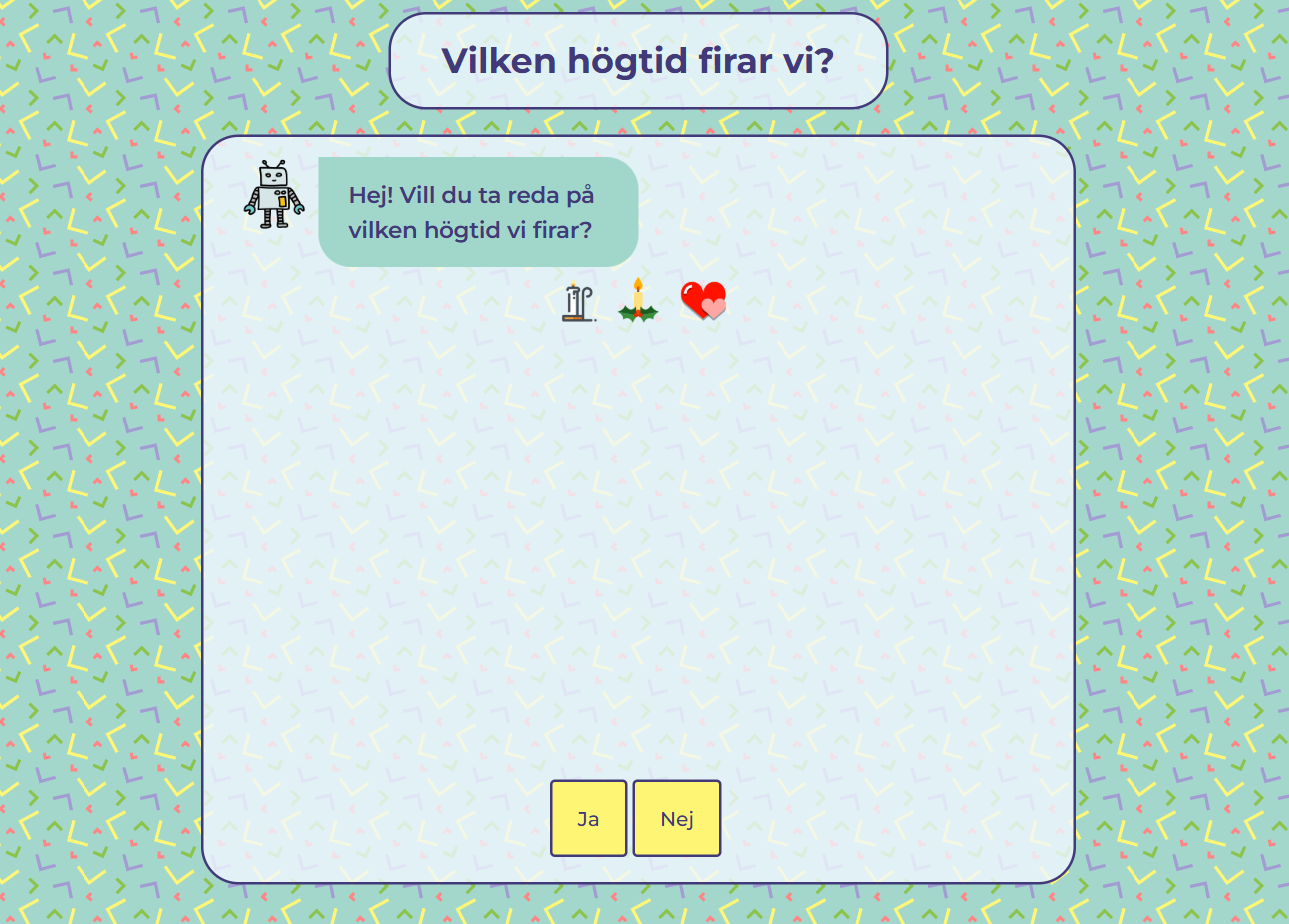 Vilken högtid firar vi?
Hej! Vill du ta reda på
vilken högtid vi firar?
Ja
Nej